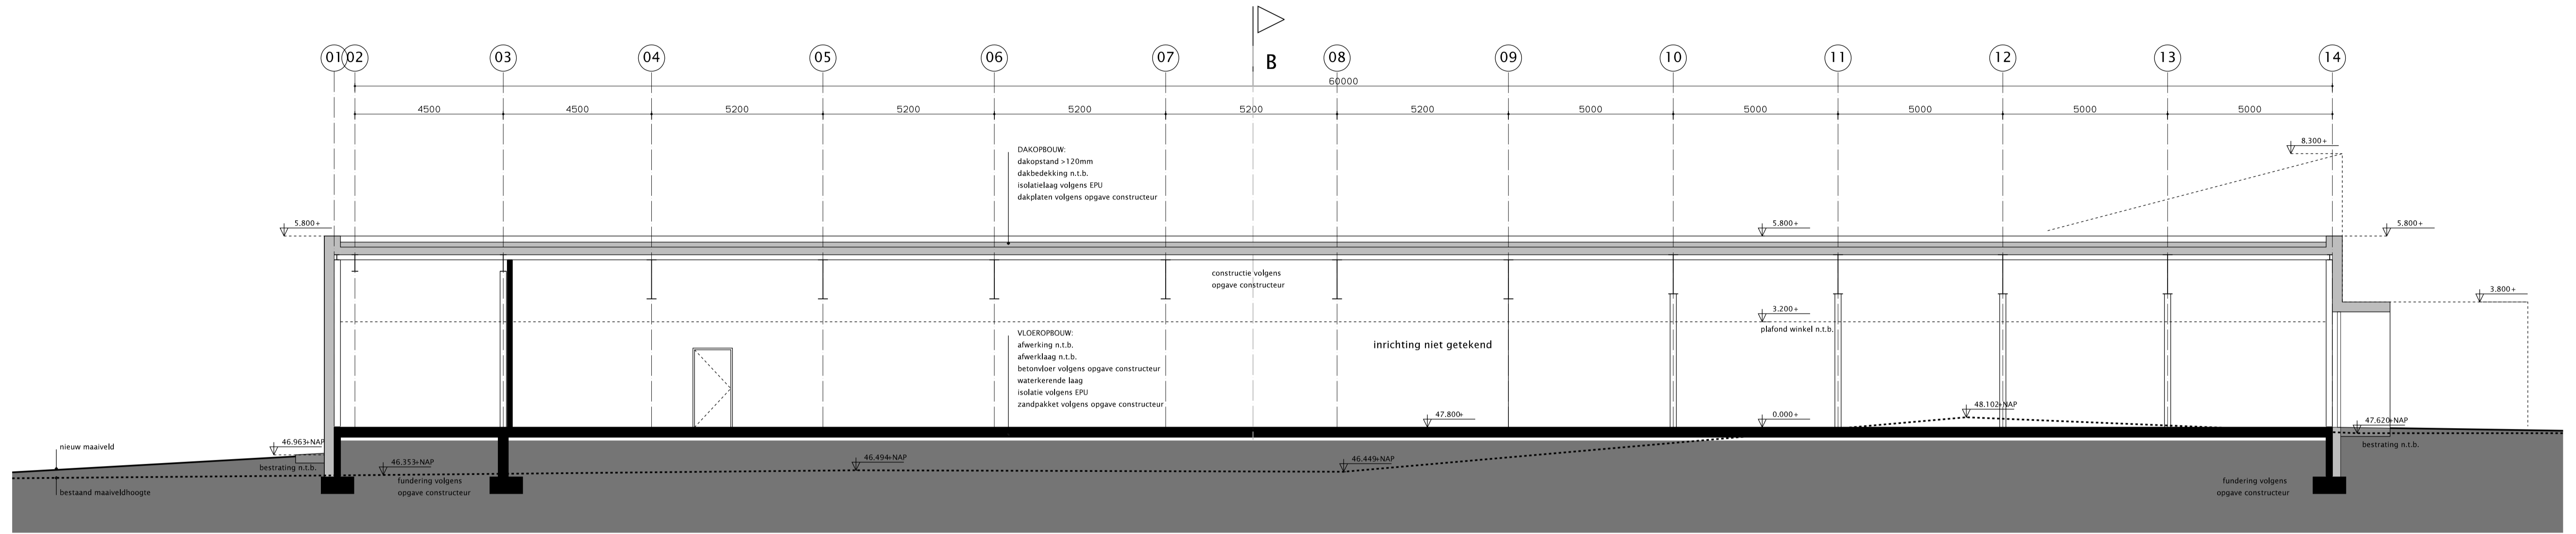 01 02 03 04 05 06 07 B 08 09 10 11 12 13 14
60000
4500 4500 5200 5200 5200 5200 5200 5000 5000 5000 5000 5000
8.300+
DAKOPBOUW:
dakopstand >120mm
dakbedekking n.t.b.
isolatielaag volgens EPU
dakplaten volgens opgave constructeur
5.800+
5.800+
5.800+
constructie volgens
opgave constructeur
3.800+
3.200+
plafond winkel n.t.b.
VLOEROPBOUW:
afwerking n.t.b.
afwerklaag n.t.b.
betonvloer volgens opgave constructeur
waterkerende laag
isolatie volgens EPU
zandpakket volgens opgave constructeur
inrichting niet getekend
47.800+
0.000+
48.102+NAP
47.620+NAP
bestrating n.t.b.
nieuw maaiveld
46.963+NAP
bestrating n.t.b.
46.353+NAP
46.494+NAP
46.449+NAP
fundering volgens
opgave constructeur
bestaand maaiveldhoogte
fundering volgens
opgave constructeur